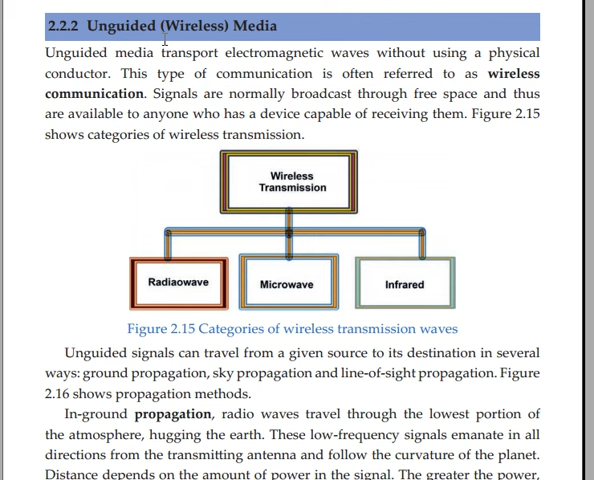 2.2.2 Unguided (Wireless) Media
Unguided media transport electromagnetic waves without using a physical
conductor. This type of communication is often referred to as wireless
communication. Signals are normally broadcast through free space and thus
are available to anyone who has a device capable of receiving them. Figure 2.15
shows categories of wireless transmission.
Wireless
Transmission
Radiaowave
Microwave
Infrared
Figure 2.15 Categories of wireless transmission waves
Unguided signals can travel from a given source to its destination in several
ways: ground propagation, sky propagation and line-of-sight propagation. Figure
2.16 shows propagation methods.
In-ground propagation, radio waves travel through the lowest portion of
the atmosphere, hugging the earth. These low-frequency signals emanate in all
directions from the transmitting antenna and follow the curvature of the planet.
Distance depends on the amount of power in the signal. The greater the power,